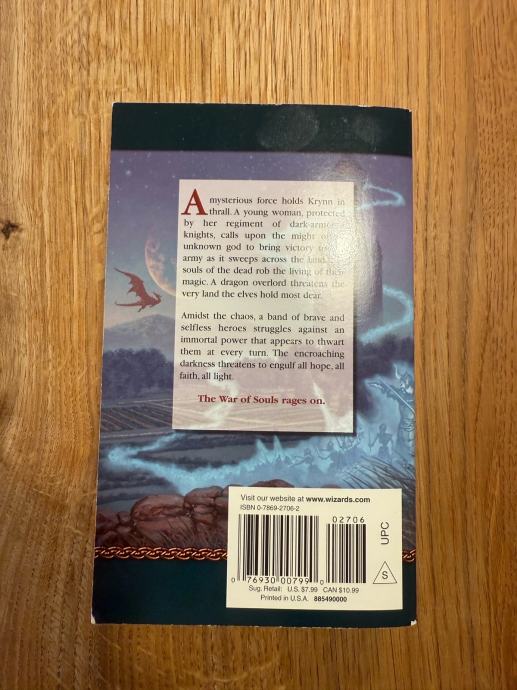 A mysterious force holds Krynn in
thrall. A young woman, protected
by her regiment of dark-armored
knights, calls upon the might of
unknown god to bring victory
army as it sweeps across the land.
souls of the dead rob the living of their
magic. A dragon overlord threatens the
very land the elves hold most dear.
Amidst the chaos, a band of brave and
selfless heroes struggles against an
immortal power that appears to thwart
them at every turn. The encroaching
darkness threatens to engulf all hope, all
faith, all light.
The War of Souls rages on.
Visit our website at www.wizards.com
ISBN 0-7869-2706-2
02706
UPC
S
0 76930 00799 0
Sug. Retail: U.S. $7.99 CAN $10.99
Printed in U.S.A. 885490000